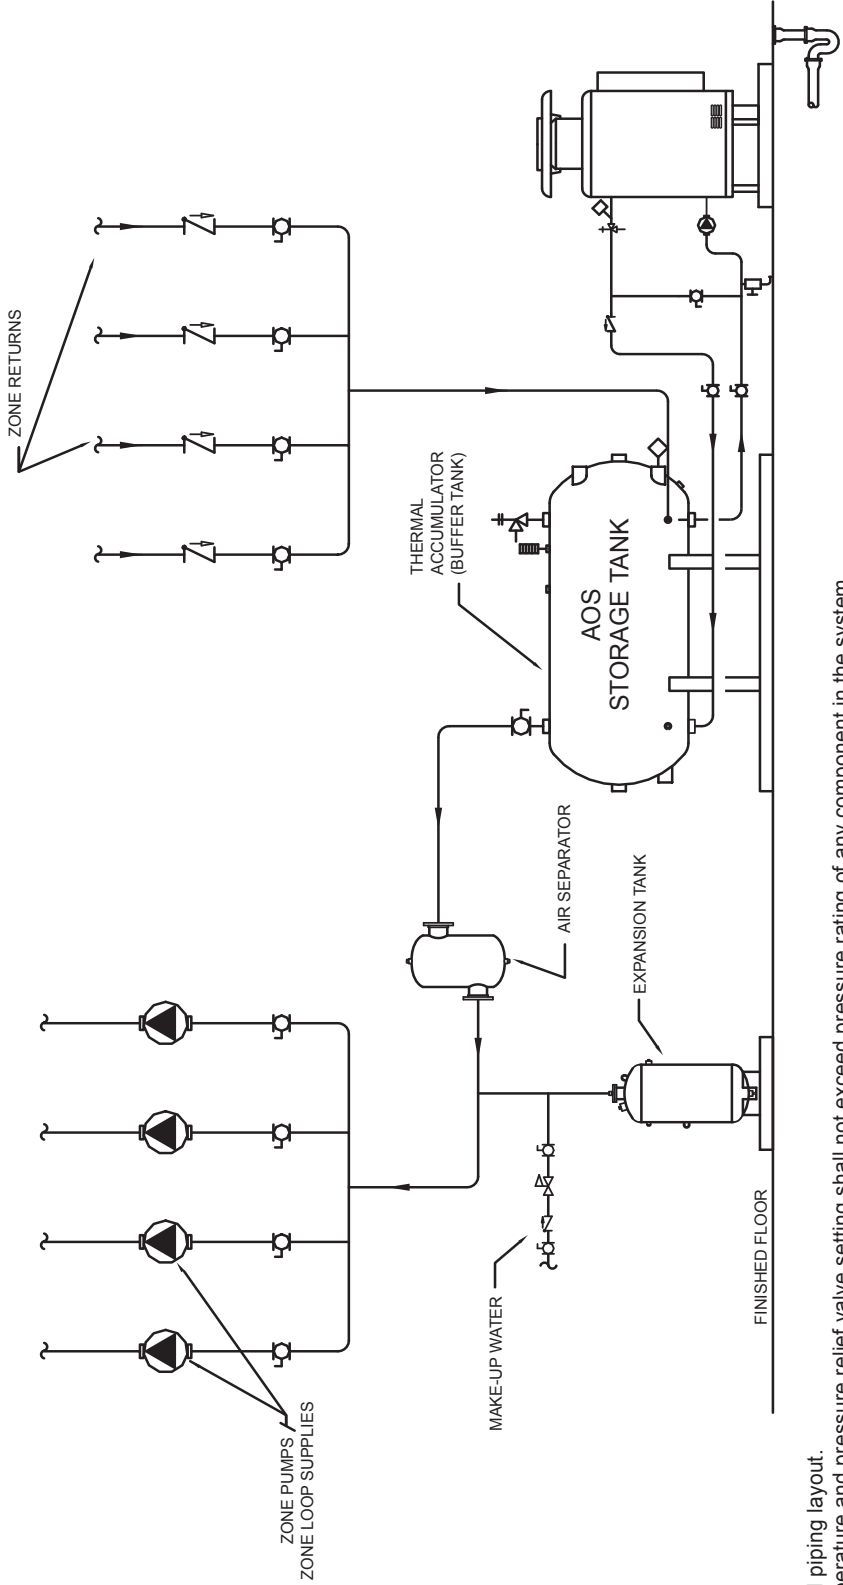 ZONE RETURNS
THERMAL
ACCUMULATOR
(BUFFER TANK)
AOS
STORAGE TANK
AIR SEPARATOR
EXPANSION TANK
MAKE-UP WATER
ZONE PUMPS
ZONE LOOP SUPPLIES
FINISHED FLOOR
piping layout.
perature and pressure relief valve setting shall not exceed pressure rating of any component in the system